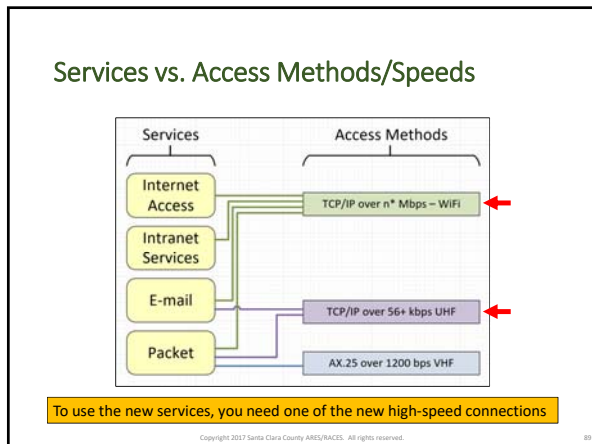 Services vs. Access Methods/Speeds
Services
Access Methods
Internet
Access
TCP/IP over n* Mbps – WiFi
Intranet
Services
E-mail
TCP/IP over 56+ kbps UHF
Packet
AX.25 over 1200 bps VHF
To use the new services, you need one of the new high-speed connections
Copyright 2017 Santa Clara County ARES/RACES. All rights reserved.
89